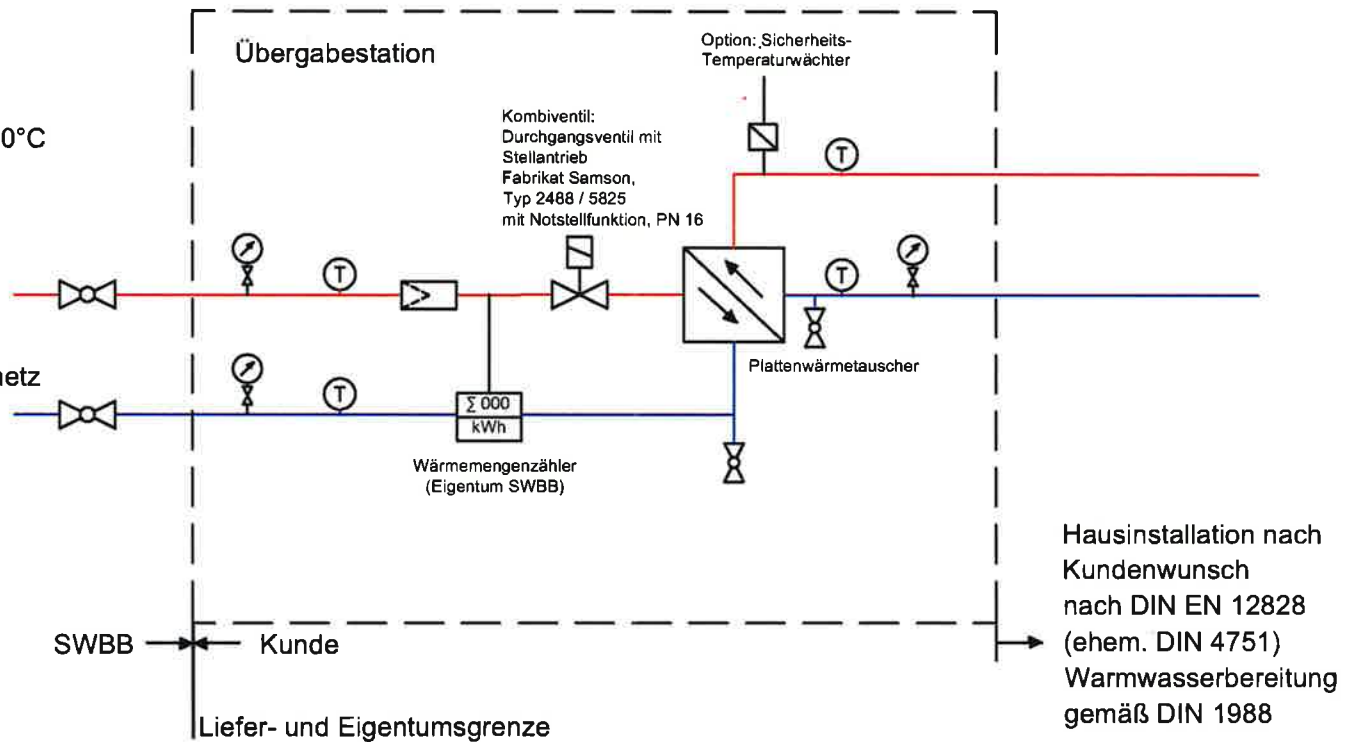 Übergabestation
Option: Sicherheits-
Temperaturwächter
0°C
Kombiventil:
Durchgangsventil mit
Stellantrieb
Fabrikat Samson,
Typ 2488 / 5825
mit Notstellfunktion, PN 16
T
T
T
Plattenwärmetauscher
netz
T
Σ 000
kWh
Wärmemengenzähler
(Eigentum SWBB)
Hausinstallation nach
Kundenwunsch
nach DIN EN 12828
(ehem. DIN 4751)
Warmwasserbereitung
gemäß DIN 1988
SWBB
Kunde
Liefer- und Eigentumsgrenze